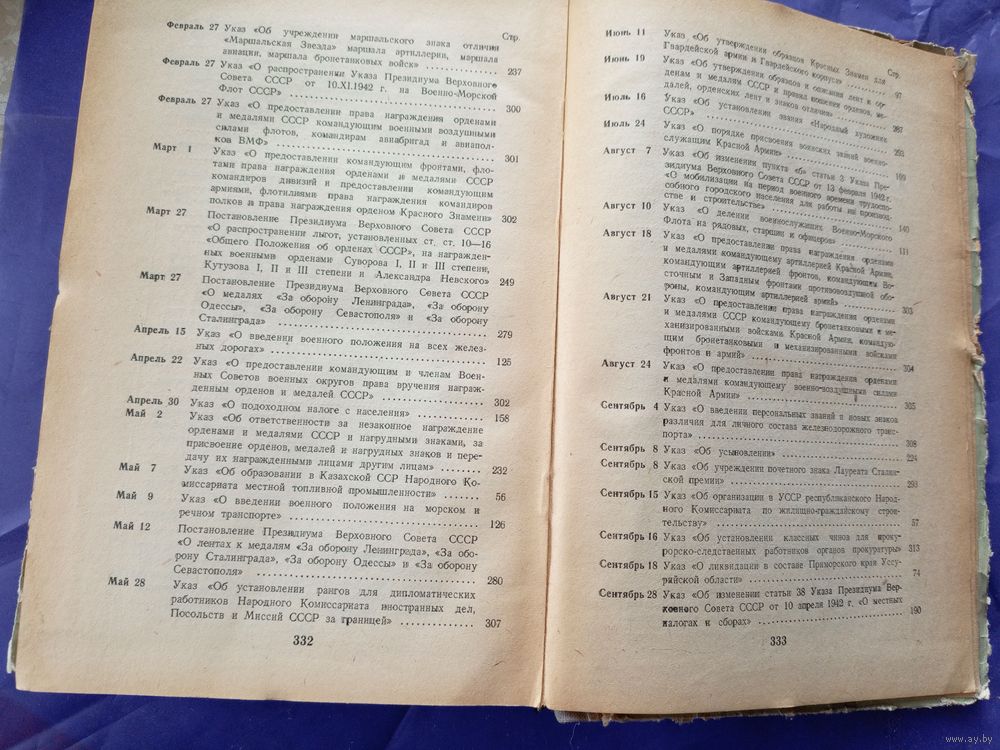 Стр.
Февраль 27 Указ «Об учреждении маршальского знака отличия
«Маршальская Звезда» маршала артиллерии, маршала
авиации, маршала бронетанковых войск» 237
Февраль 27 Указ «О распространении Указа Президиума Верховного
Совета СССР от 10.XI.1942 г. на Военно-Морской
Флот СССР» 300
Февраль 27 Указ «О предоставлении права награждения орденами
и медалями СССР командующим военными воздушными
силами флотов, командирам авиабригад и авиапол-
ков ВМФ» 301
Март 1 Указ «О предоставлении командующим фронтами, фло-
тами права награждения орденами и медалями СССР
командиров дивизий и предоставлении командующим
армиями, флотилиями права награждения командиров
полков и права награждения орденом Красного Знамени» 302
Март 27 Постановление Президиума Верховного Совета СССР
«О распространении льгот, установленных ст. ст. 10—16
«Общего Положения об орденах СССР», на награжден-
ных военными орденами Суворова I, II и III степени,
Кутузова I, II и III степени и Александра Невского» 249
Март 27 Постановление Президиума Верховного Совета СССР
«О медалях «За оборону Ленинграда», «За оборону
Одессы», «За оборону Севастополя» и «За оборону
Сталинграда» 279
Апрель 15 Указ «О введении военного положения на всех желез-
ных дорогах» 125
Апрель 22 Указ «О предоставлении командующим и членам Воен-
ных Советов военных округов права вручения награж-
денным орденов и медалей СССР» 302
Апрель 30 Указ «О подоходном налоге с населения» 158
Май 2 Указ «Об ответственности за незаконное награждение
орденами и медалями СССР и нагрудными знаками, за
присвоение орденов, медалей и нагрудных знаков и пере-
дачу их награжденными лицами другим лицам» 232
Май 7 Указ «Об образовании в Казахской ССР Народного Ко-
миссариата местной топливной промышленности» 56
Май 9 Указ «О введении военного положения на морском и
речном транспорте» 126
Май 12 Постановление Президиума Верховного Совета СССР
«О лентах к медалям «За оборону Ленинграда», «За обо-
рону Сталинграда», «За оборону Одессы» и «За оборону
Севастополя» 280
Май 28 Указ «Об установлении рангов для дипломатических
работников Народного Комиссариата иностранных дел,
Посольств и Миссий СССР за границей» 307
332
Стр.
Июнь 11 Указ «Об утверждении образцов Красных Знамен для
Гвардейской армии и Гвардейского корпуса» 97
Июнь 19 Указ «Об утверждении образцов и описания лент к ор-
денам и медалям СССР и правил ношения орденов, ме-
далей, орденских лент и знаков отличия» 287
Июль 16 Указ «Об установлении звания «Народный художник
СССР» 293
Июль 24 Указ «О порядке присвоения воинских званий военно-
служащим Красной Армии» 109
Август 7 Указ «Об изменении пункта «б» статьи 3 Указа Пре-
зидиума Верховного Совета СССР от 13 февраля 1942 г.
«О мобилизации на период военного времени трудоспо-
собного городского населения для работы на производ-
стве и строительстве» 140
Август 10 Указ «О делении военнослужащих Военно-Морского
Флота на рядовых, старшин и офицеров» 111
Август 18 Указ «О предоставлении права награждения орденами
и медалями командующему артиллерией Красной Армии,
командующим артиллерией фронтов, командующим Во-
сточным и Западным фронтами противовоздушной обо-
роны, командующим артиллерией армий» 303
Август 21 Указ «О предоставлении права награждения орденами
и медалями СССР командующему бронетанковыми и ме-
ханизированными войсками Красной Армии, командую-
щим бронетанковыми и механизированными войсками
фронтов и армий» 304
Август 24 Указ «О предоставлении права награждения орденами
и медалями командующему военно-воздушными силами
Красной Армии» 305
Сентябрь 4 Указ «О введении персональных званий и новых знаков
различия для личного состава железнодорожного транс-
порта» 308
Сентябрь 8 Указ «Об усыновлении» 224
Сентябрь 8 Указ «Об учреждении почетного знака Лауреата Сталин-
ской премии» 293
Сентябрь 15 Указ «Об организации в УССР республиканского Народ-
ного Комиссариата по жилищно-гражданскому строи-
тельству» 57
Сентябрь 16 Указ «Об установлении классных чинов для проку-
рорско-следственных работников органов прокуратуры» 313
Сентябрь 18 Указ «О ликвидации в составе Приморского края Уссу-
рийской области» 74
Сентябрь 28 Указ «Об изменении статьи 38 Указа Президиума Вер-
ховного Совета СССР от 10 апреля 1942 г. «О местных
налогах и сборах» 190
333
www.ay.by